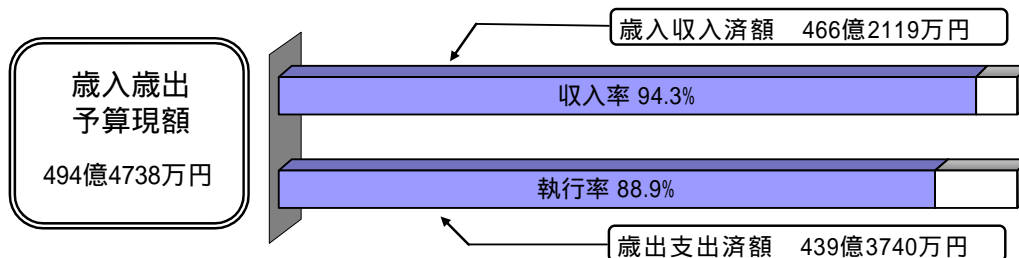 歳入収入済額　466億2119万円
歳入歳出
予算現額
494億4738万円
収入率 94.3%
執行率 88.9%
歳出支出済額　439億3740万円